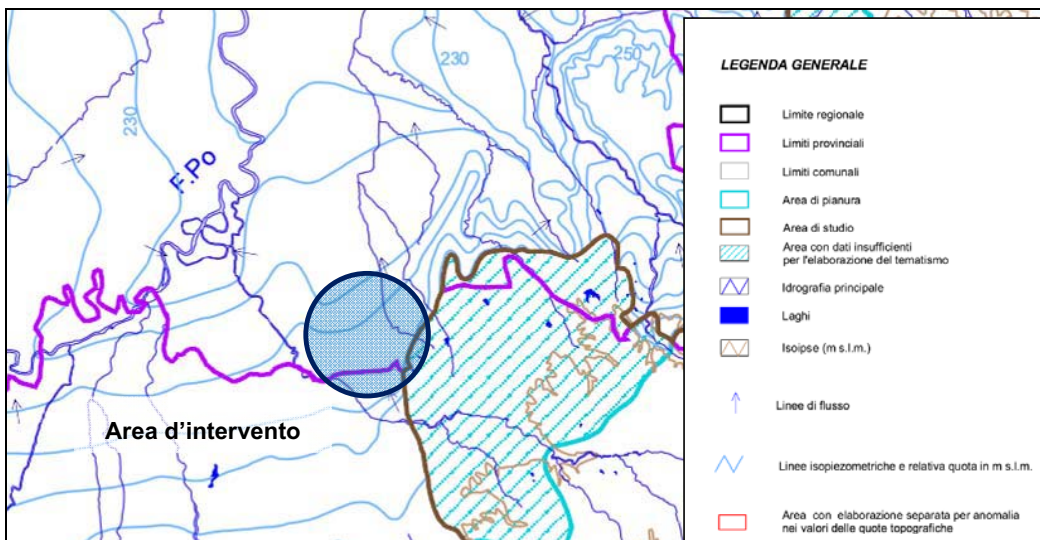 230
250
230
F.Po
Area d'intervento
LEGENDA GENERALE
Limite regionale
Limiti provinciali
Limiti comunali
Area di pianura
Area di studio
Area con dati insufficienti
per l'elaborazione del tematismo
Idrografia principale
Laghi
Isoipse (m s.l.m.)
Linee di flusso
Linee isopiezometriche e relativa quota in m s.l.m.
Area con elaborazione separata per anomalia
nei valori delle quote topografiche